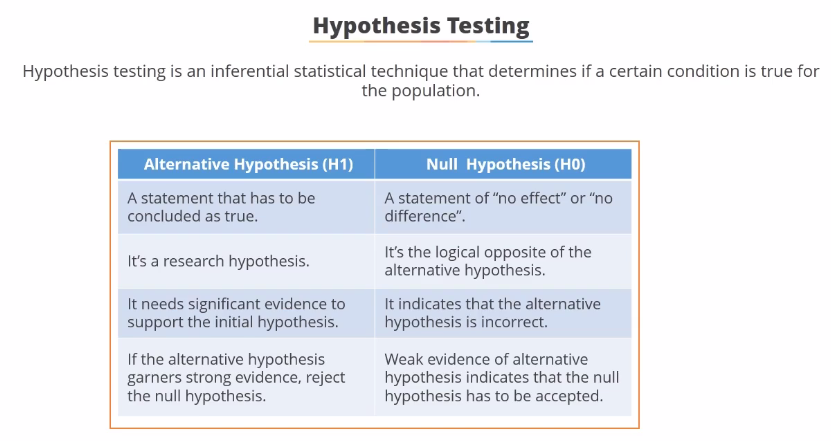 Hypothesis Testing
Hypothesis testing is an inferential statistical technique that determines if a certain condition is true for
the population.
Alternative Hypothesis (H1)
Null Hypothesis (H0)
A statement that has to be
concluded as true.
A statement of “no effect” or “no
difference”.
It’s a research hypothesis.
It’s the logical opposite of the
alternative hypothesis.
It needs significant evidence to
support the initial hypothesis.
It indicates that the alternative
hypothesis is incorrect.
If the alternative hypothesis
garners strong evidence, reject
the null hypothesis.
Weak evidence of alternative
hypothesis indicates that the null
hypothesis has to be accepted.